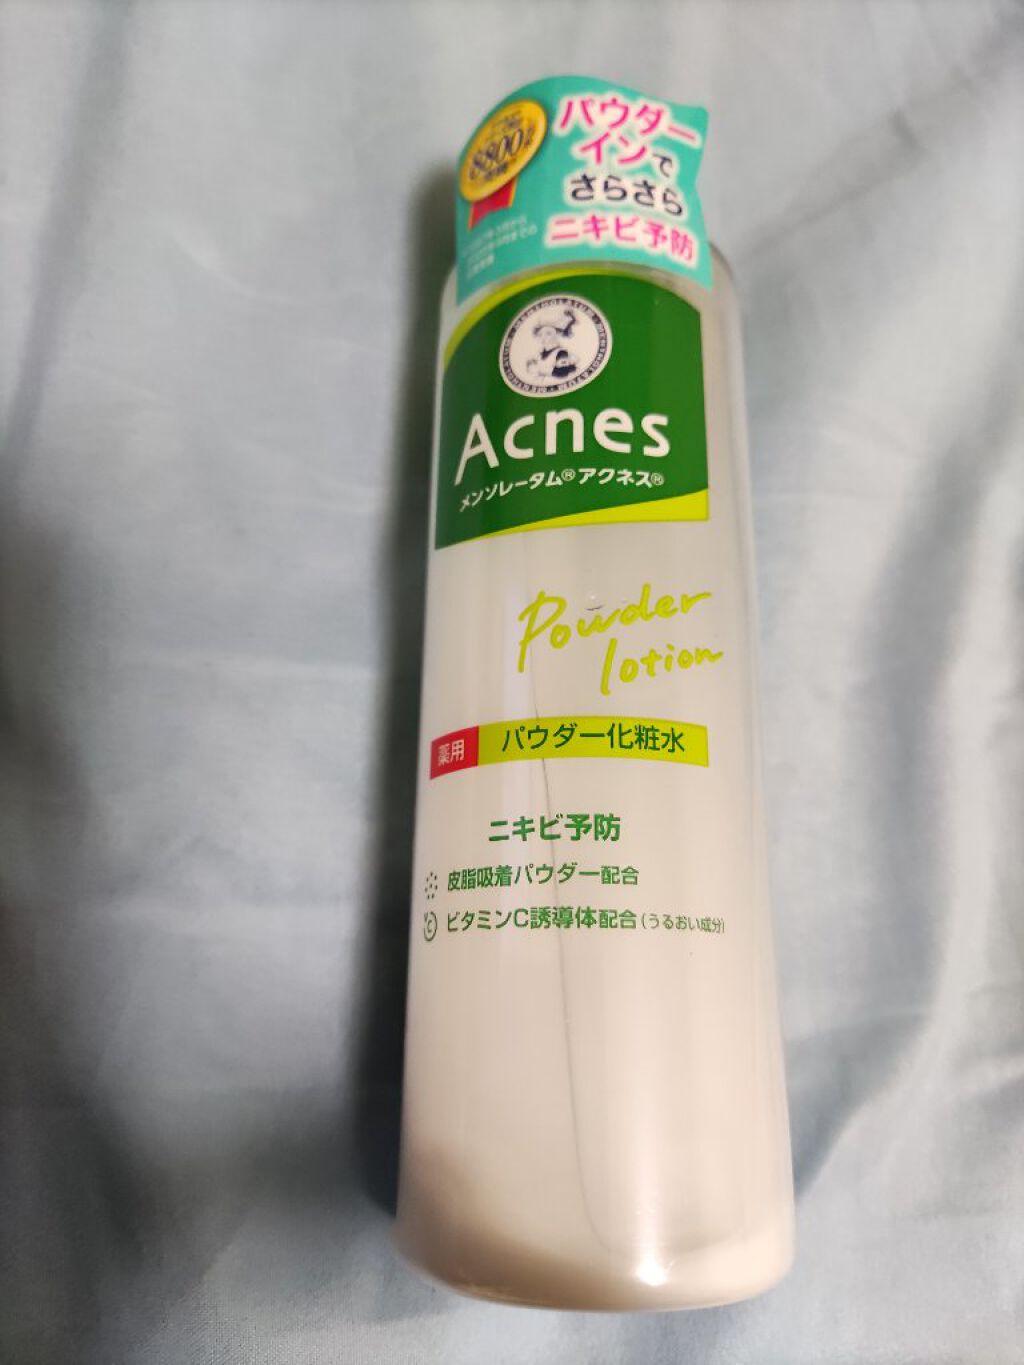 8800
パウダー
インで
さらさら
ニキビ予防
MENTHOLATUM
Acnes
メンソレータム®アクネス®
Powder
lotion
薬用 パウダー化粧水
ニキビ予防
皮脂吸着パウダー配合
C ビタミンC誘導体配合(うるおい成分)